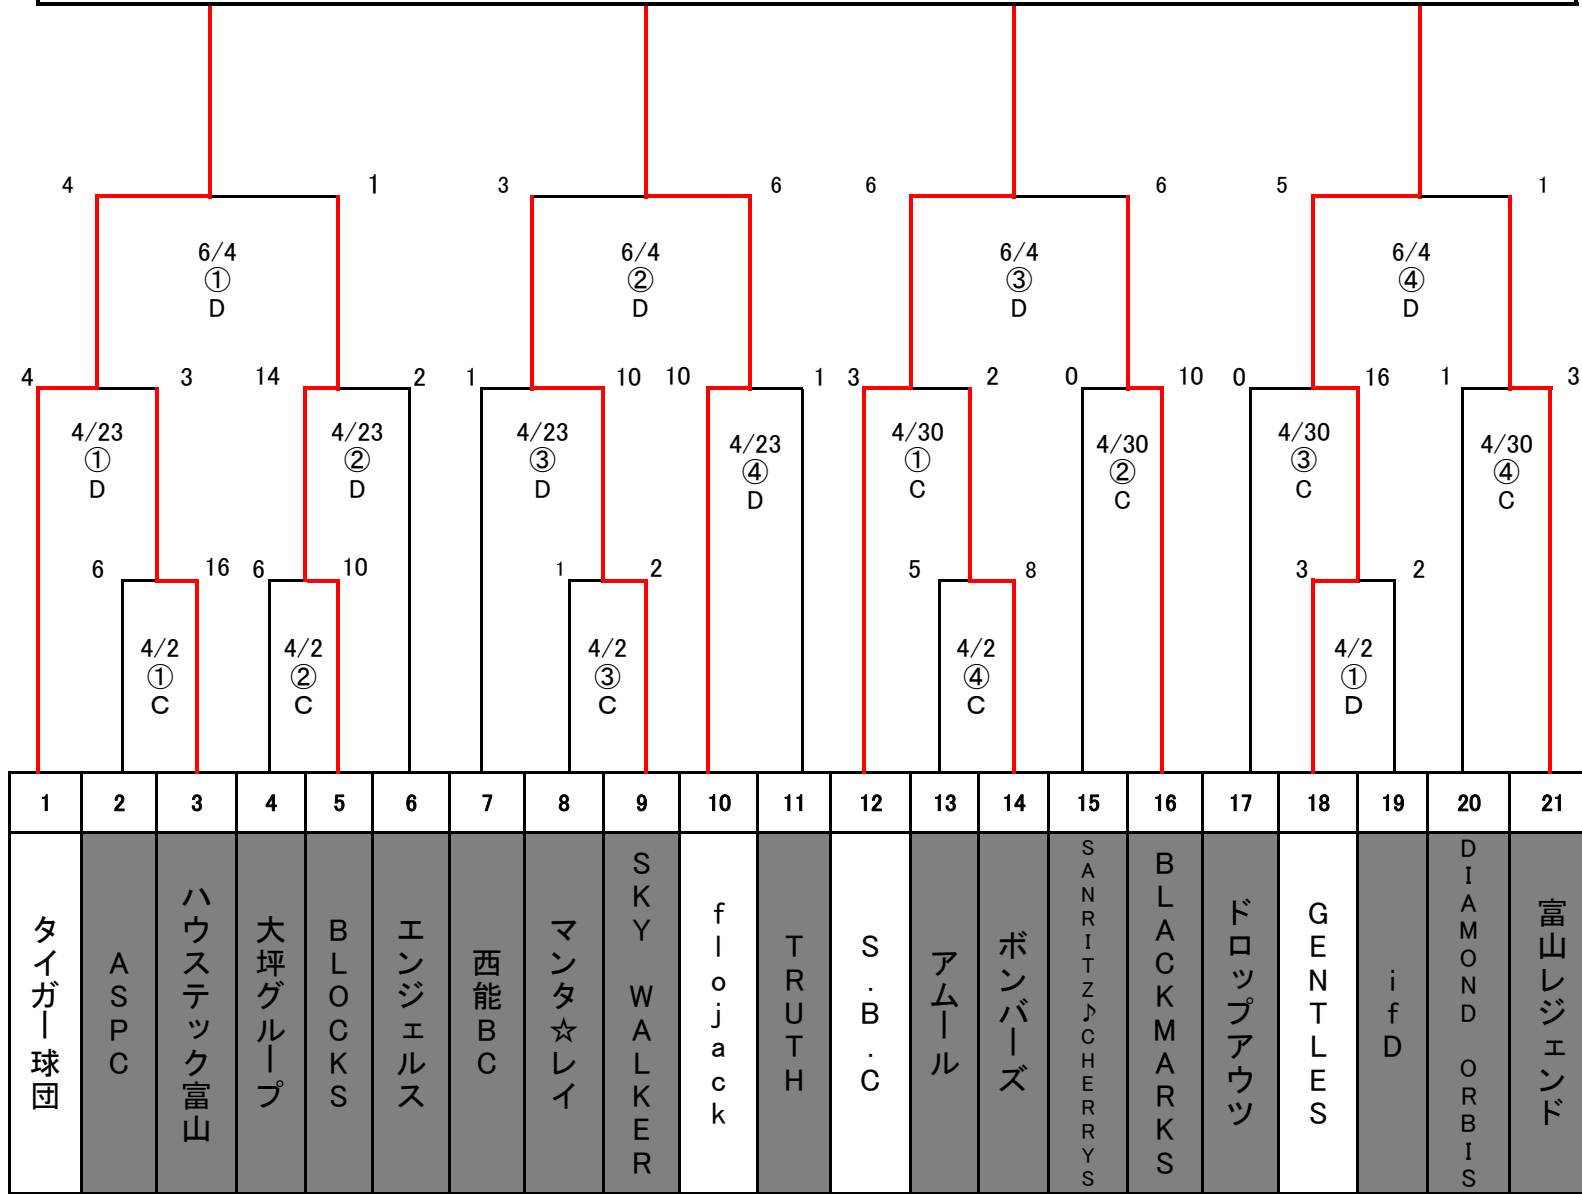 4 1 3 6 6 6 5 1
6/4 6/4 6/4 6/4
① ② ③ ④
D D D D
4 3 14 2 1 10 10 1 3 2 0 10 0 16 1 3
4/23 4/23 4/23 4/23 4/30 4/30 4/30 4/30
① ② ③ ④ ① ② ③ ④
D D D D C C C C
6 16 6 10 1 2 5 8 3 2
4/2 4/2 4/2 4/2 4/2
① ② ③ ④ ①
C C C C D
1 2 3 4 5 6 7 8 9 10 11 12 13 14 15 16 17 18 19 20 21
タイガー球団
ASPC
ハウステック富山
大坪グループ
BLOCKS
エンジェルス
西能BC
マンタ☆レイ
SKY WALKER
flojack
TRUTH
S.B.C
アムール
ボンバーズ
SANRITZ♪CHERRYS
BLACKMARKS
ドロップアウツ
GENTLES
ifD
DIAMOND ORBIS
富山レジェンド